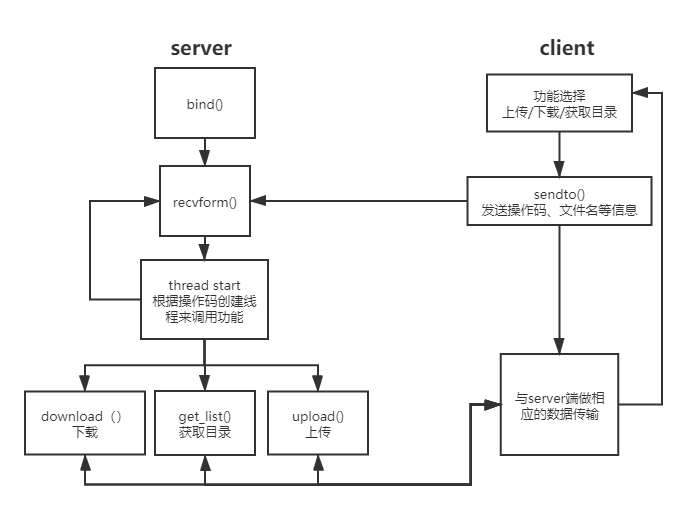 server
client
bind()
功能选择
上传/下载/获取目录
recvform()
sendto()
发送操作码、文件名等信息
thread start
根据操作码创建线
程来调用功能
与server端做相
应的数据传输
download（）
下载
get_list()
获取目录
upload()
上传